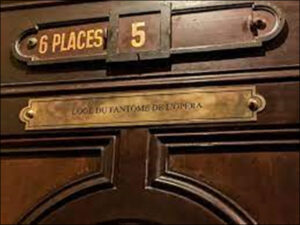 6 PLACES 5
LOGE DU FANTÔME DE L'OPÉRA